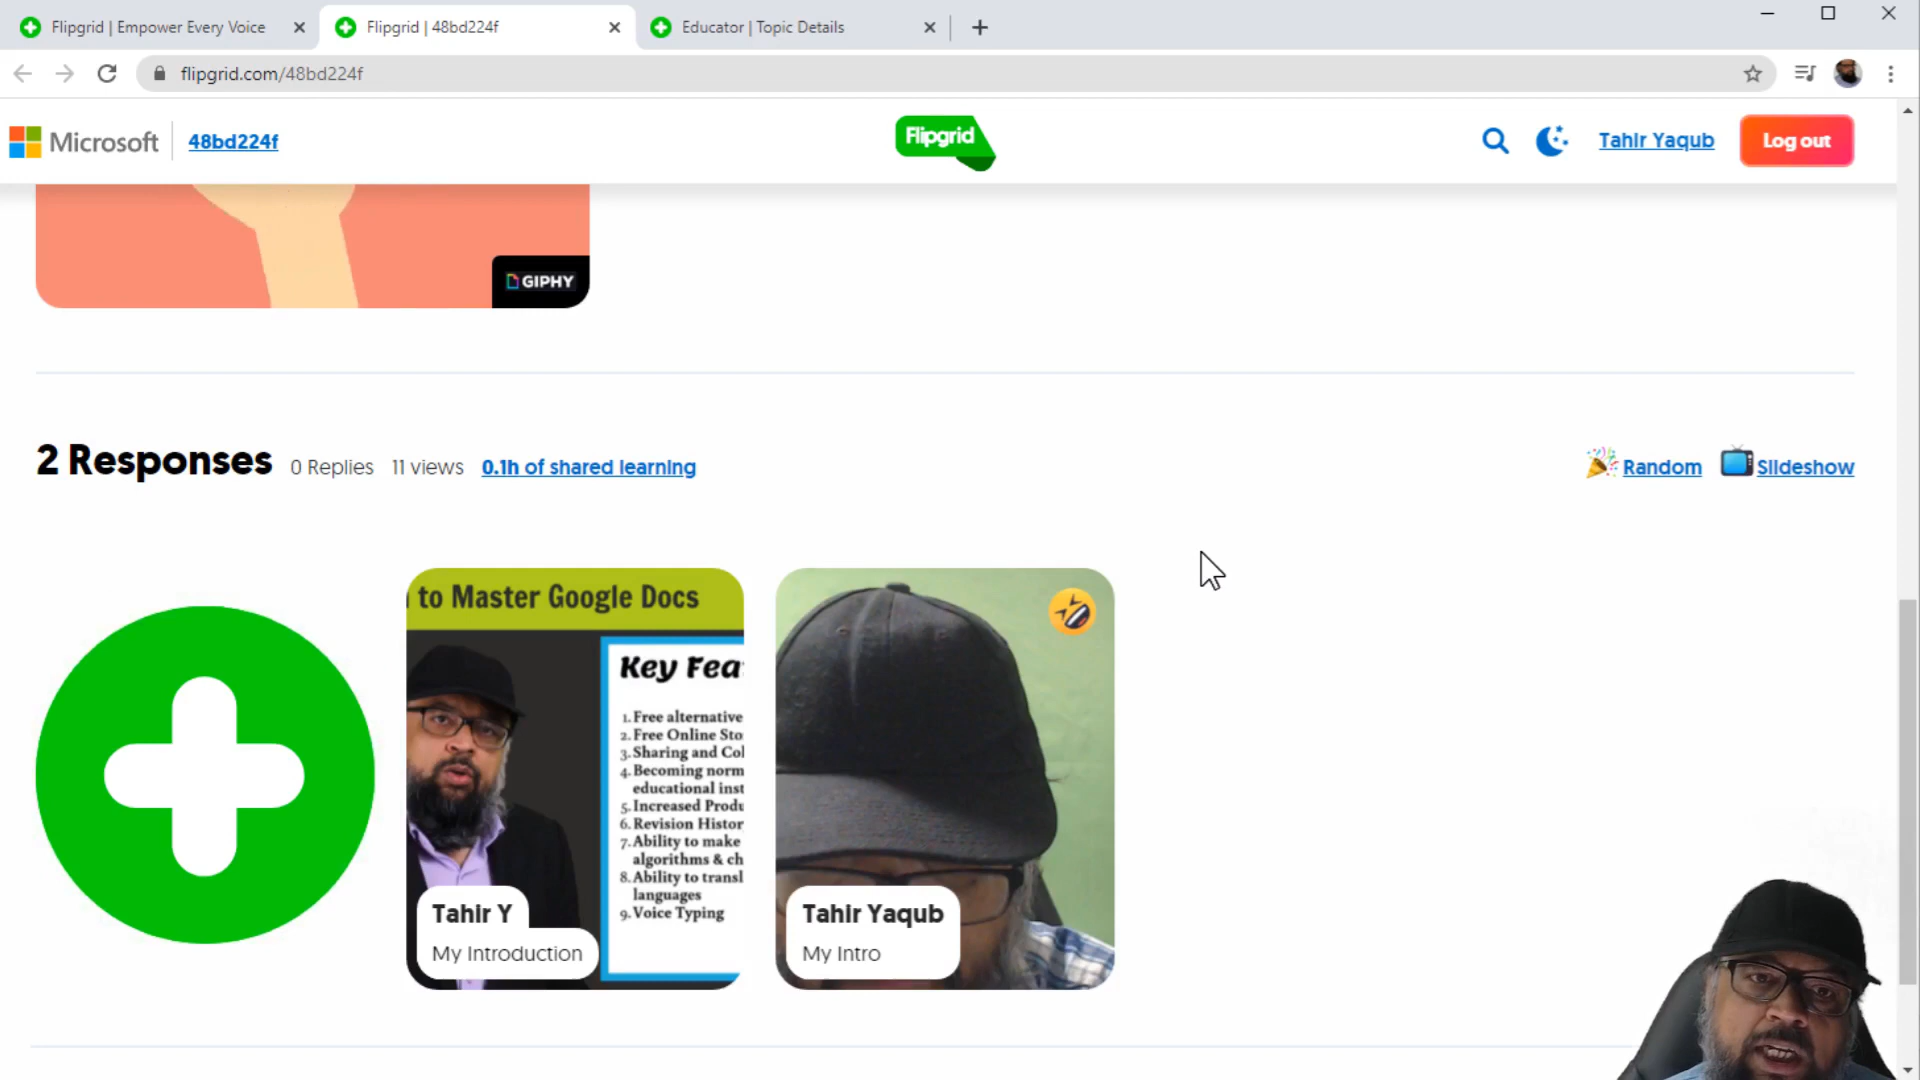 Flipgrid | Empower Every Voice
Flipgrid | 48bd224f
Educator | Topic Details
flipgrid.com/48bd224f
Microsoft
48bd224f
Flipgrid
Tahir Yaqub
Log out
GIPHY
2 Responses
0 Replies
11 views
0.1h of shared learning
Random
Slideshow
to Master Google Docs
Key Fea
1. Free alternative
2. Free Online Sto
3. Sharing and Col
4. Becoming norm
educational inst
5. Increased Produ
6. Revision Histor
7. Ability to make
algorithms & ch
8. Ability to transl
languages
9. Voice Typing
Tahir Y
My Introduction
Tahir Yaqub
My Intro